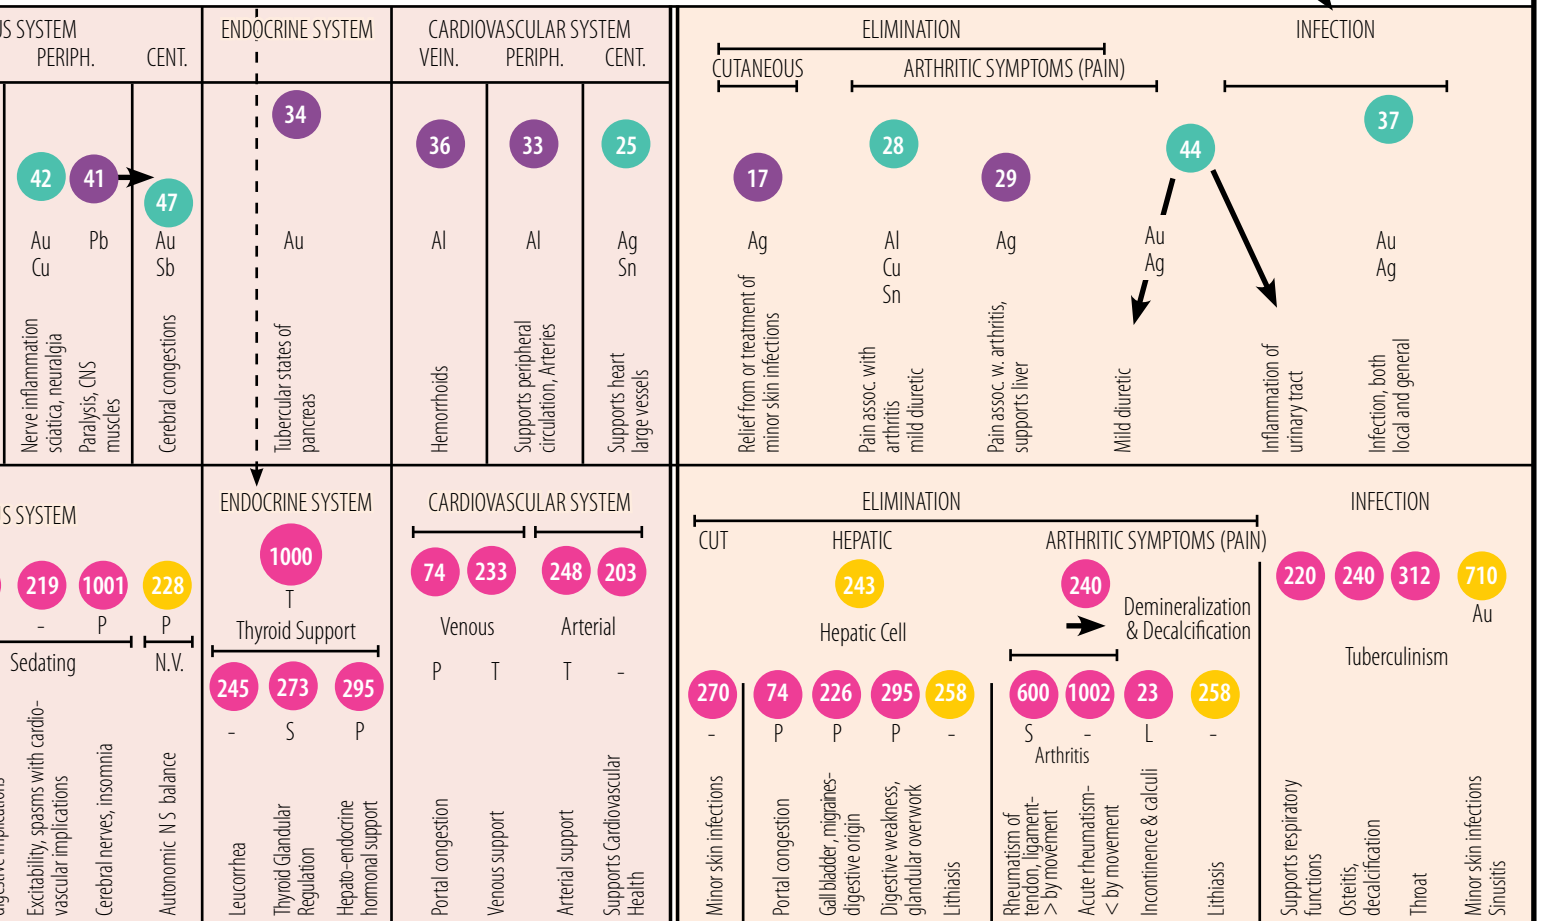 US SYSTEM
PERIPH.
CENT.
42
41
47
Au
Cu
Pb
Au
Sb
Nerve inflammation
sciatica, neuralgia
Paralysis, CNS
muscles
Cerebral congestions
ENDOCRINE SYSTEM
34
Au
Tubercular states of
pancreas
CARDIOVASCULAR SYSTEM
VEIN.
PERIPH.
CENT.
36
33
25
Al
Al
Ag
Sn
Hemorrhoids
Supports peripheral
circulation, Arteries
Supports heart
large vessels
ELIMINATION
CUTANEOUS
ARTHRITIC SYMPTOMS (PAIN)
17
28
29
44
Ag
Al
Cu
Sn
Ag
Au
Ag
Relief from or treatment of
minor skin infections
Pain assoc. with
arthritis
mild diuretic
Pain assoc. w. arthritis,
supports liver
Mild diuretic
INFECTION
37
Au
Ag
Inflammation of
urinary tract
Infection, both
local and general
US SYSTEM
219
1001
228
-
P
P
Sedating
N.V.
digestive implications
Excitability, spasms with cardio-
vascular implications
Cerebral nerves, insomnia
Autonomic N S balance
ENDOCRINE SYSTEM
1000
T
Thyroid Support
245
273
295
-
S
P
Leucorrhea
Thyroid Glandular
Regulation
Hepato-endocrine
hormonal support
CARDIOVASCULAR SYSTEM
74
233
248
203
Venous
Arterial
P
T
T
-
Portal congestion
Venous support
Arterial support
Supports Cardiovascular
Health
ELIMINATION
CUT
HEPATIC
ARTHRITIC SYMPTOMS (PAIN)
243
Hepatic Cell
240
Demineralization
& Decalcification
270
74
226
295
258
600
1002
23
258
-
P
P
P
-
S
-
L
-
Arthritis
Minor skin infections
Portal congestion
Gall bladder, migraines-
digestive origin
Digestive weakness,
glandular overwork
Lithiasis
Rheumatism of
tendon, ligament-
> by movement
Acute rheumatism-
< by movement
Incontinence & calculi
Lithiasis
INFECTION
220
240
312
710
Au
Tuberculinism
Supports respiratory
functions
Osteitis,
decalcification
Throat
Minor skin infections
Sinusitis